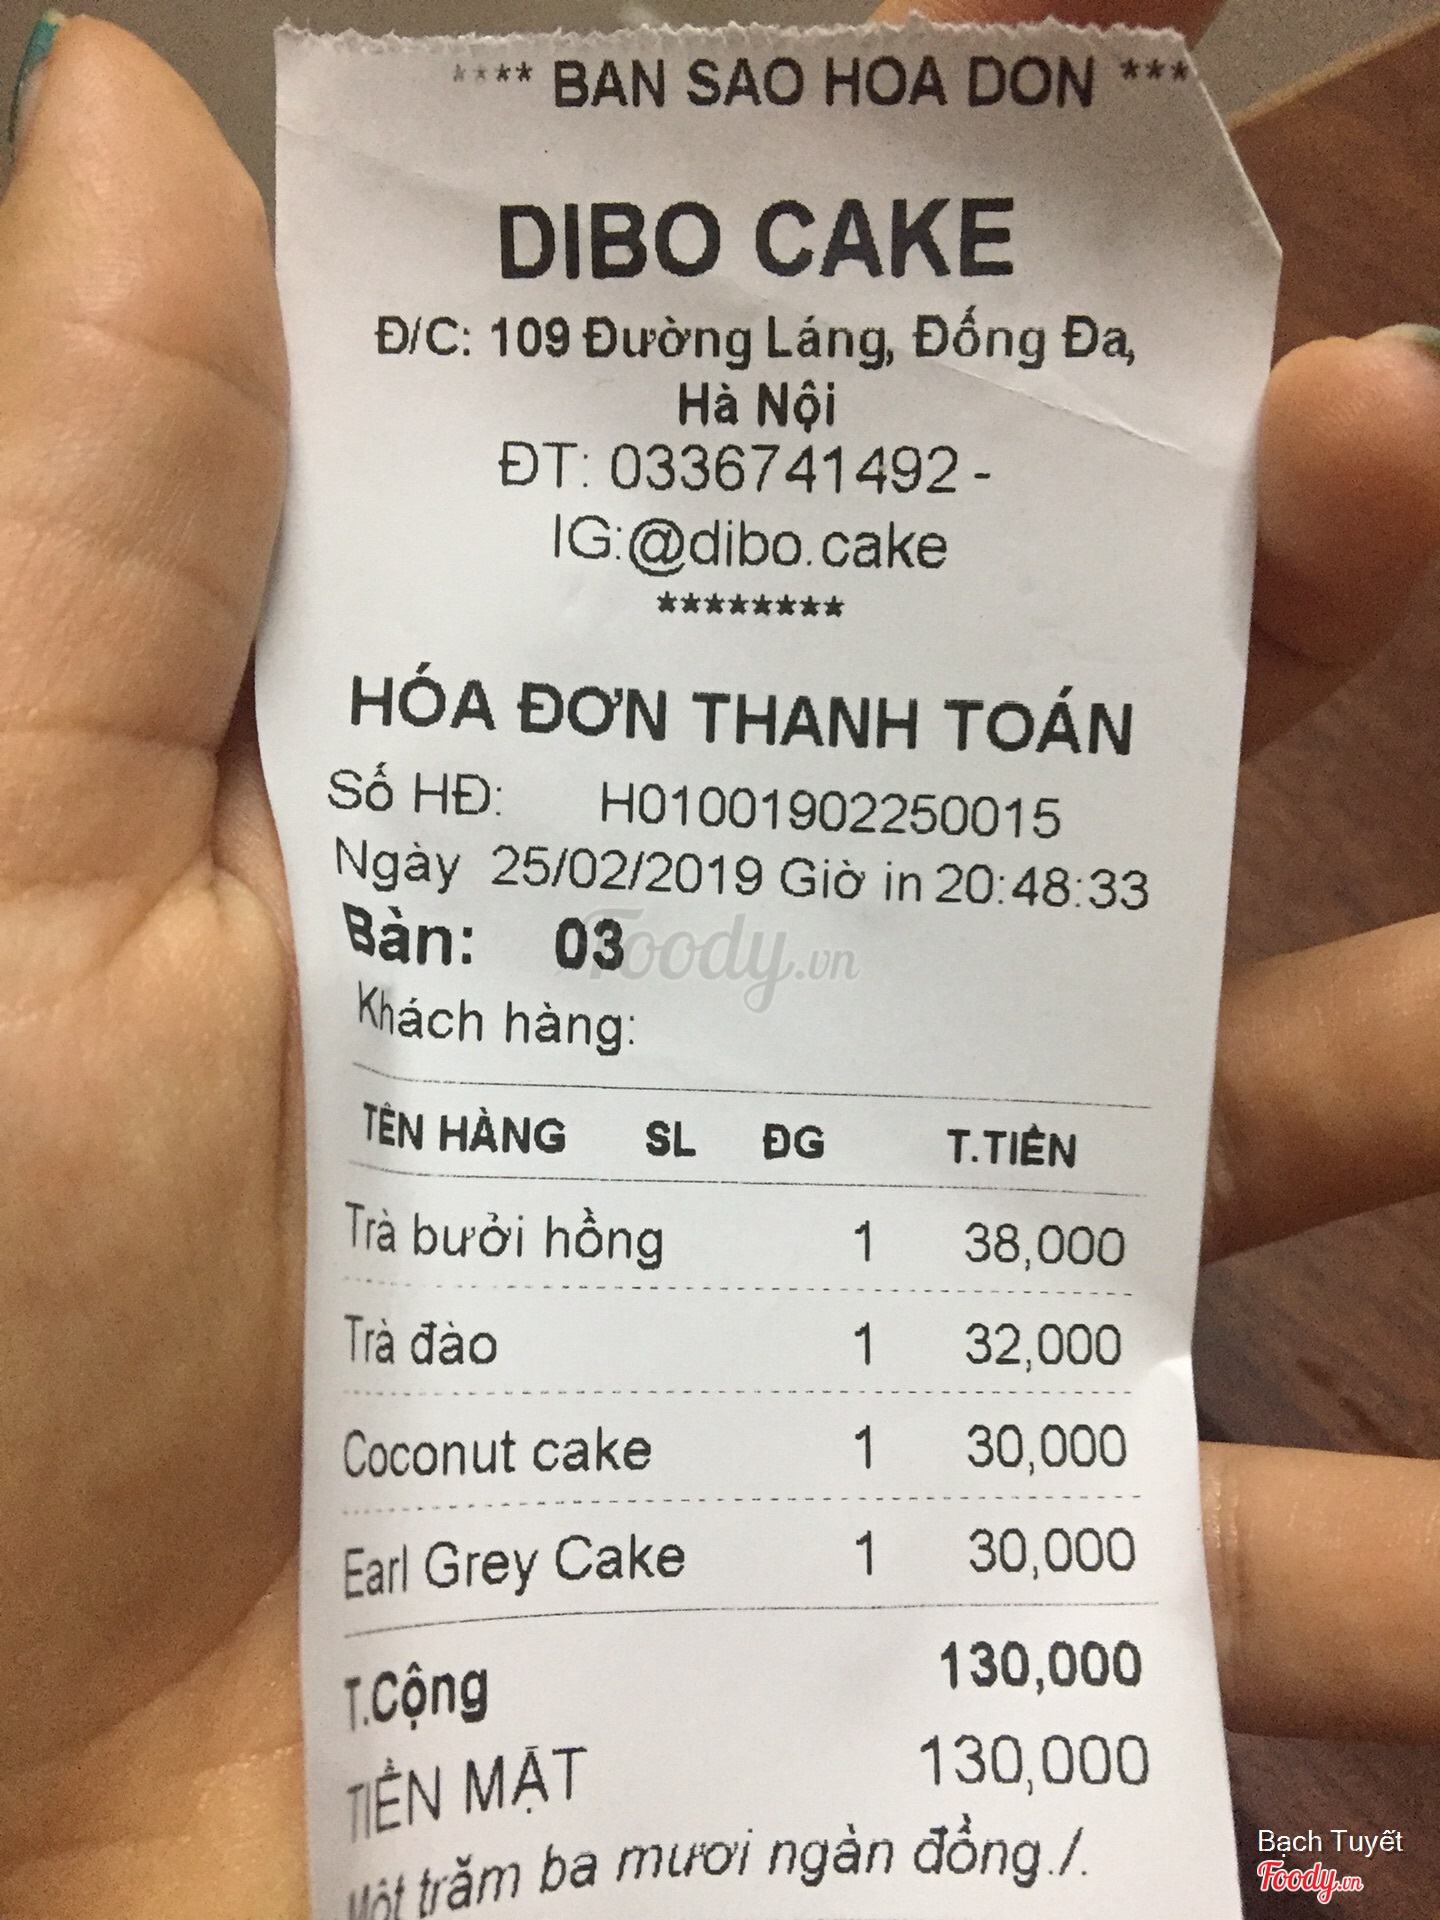 **** BAN SAO HOA DON ***
DIBO CAKE
Đ/C: 109 Đường Láng, Đống Đa,
Hà Nội
ĐT: 0336741492 -
IG:@dibo.cake
********
HÓA ĐƠN THANH TOÁN
Số HĐ: H01001902250015
Ngày 25/02/2019 Giờ in 20:48:33
Bàn: 03
Foody.vn
Khách hàng:
TÊN HÀNG SL ĐG T.TIỀN
Trà bưởi hồng 1 38,000
Trà đào 1 32,000
Coconut cake 1 30,000
Earl Grey Cake 1 30,000
T.Cộng 130,000
TIỀN MẶT 130,000
Một trăm ba mươi ngàn đồng./.
Bạch Tuyết
Foody.vn